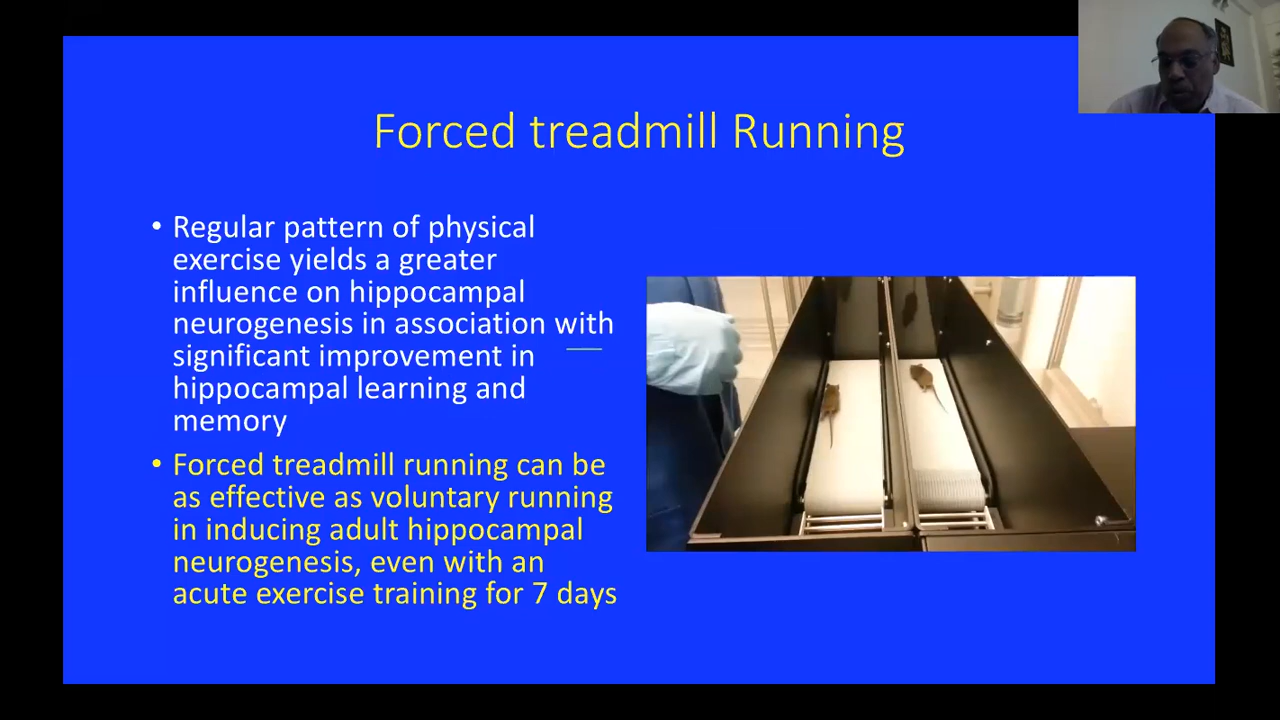 Forced treadmill Running
• Regular pattern of physical
exercise yields a greater
influence on hippocampal
neurogenesis in association with
significant improvement in
hippocampal learning and
memory
• Forced treadmill running can be
as effective as voluntary running
in inducing adult hippocampal
neurogenesis, even with an
acute exercise training for 7 days